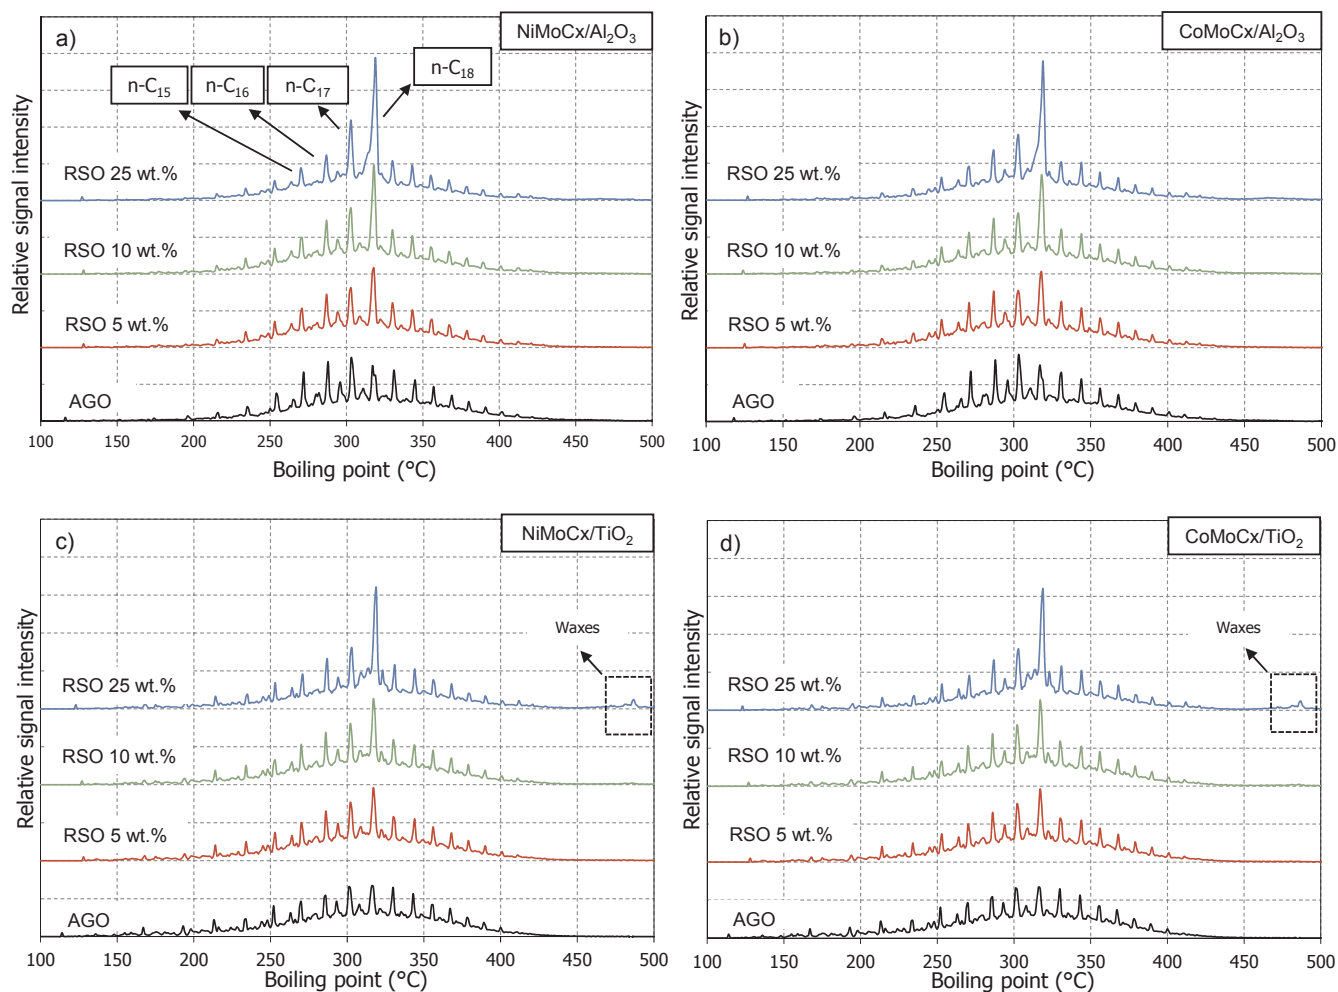 a)
NiMoCx/Al₂O₃
n-C₁₅
n-C₁₆
n-C₁₇
n-C₁₈
RSO 25 wt.%
RSO 10 wt.%
RSO 5 wt.%
AGO
Relative signal intensity
100 150 200 250 300 350 400 450 500
Boiling point (°C)
b)
CoMoCx/Al₂O₃
RSO 25 wt.%
RSO 10 wt.%
RSO 5 wt.%
AGO
Relative signal intensity
100 150 200 250 300 350 400 450 500
Boiling point (°C)
c)
NiMoCx/TiO₂
Waxes
RSO 25 wt.%
RSO 10 wt.%
RSO 5 wt.%
AGO
Relative signal intensity
100 150 200 250 300 350 400 450 500
Boiling point (°C)
d)
CoMoCx/TiO₂
Waxes
RSO 25 wt.%
RSO 10 wt.%
RSO 5 wt.%
AGO
Relative signal intensity
100 150 200 250 300 350 400 450 500
Boiling point (°C)